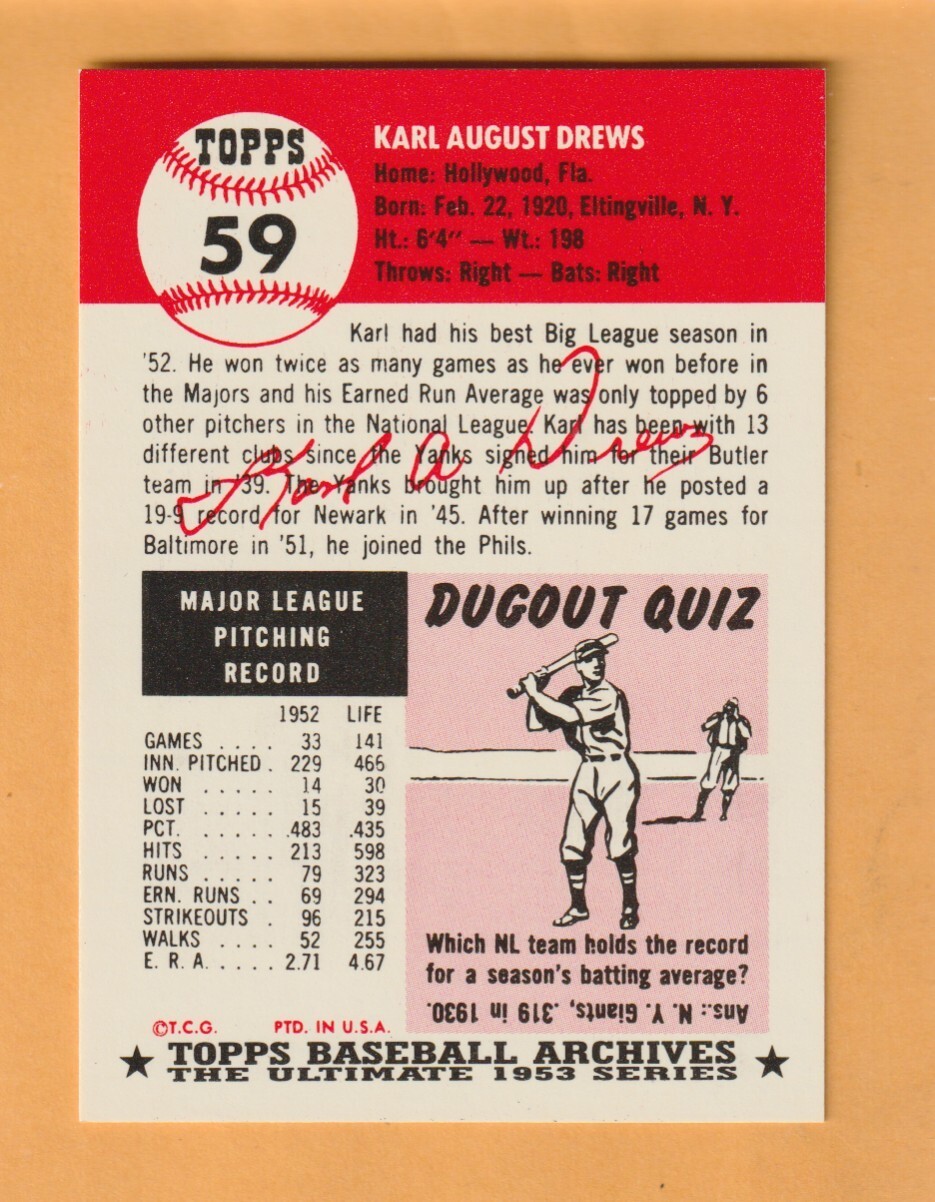 TOPPS
59
KARL AUGUST DREWS
Home: Hollywood, Fla.
Born: Feb. 22, 1920, Eltingville, N. Y.
Ht.: 6'4" — Wt.: 198
Throws: Right — Bats: Right
Karl had his best Big League season in
'52. He won twice as many games as he ever won before in
the Majors and his Earned Run Average was only topped by 6
other pitchers in the National League. Karl has been with 13
different clubs since the Yanks signed him for their Butler
team in '39. The Yanks brought him up after he posted a
19-9 record for Newark in '45. After winning 17 games for
Baltimore in '51, he joined the Phils.
Karl A Drews
MAJOR LEAGUE
PITCHING
RECORD
1952 LIFE
GAMES . . . . 33 141
INN. PITCHED . 229 466
WON . . . . . 14 30
LOST . . . . . 15 39
PCT. . . . . . .483 .435
HITS . . . . . 213 598
RUNS . . . . . 79 323
ERN. RUNS . . 69 294
STRIKEOUTS . 96 215
WALKS . . . . 52 255
E. R. A. . . . . . 2.71 4.67
DUGOUT QUIZ
Which NL team holds the record
for a season's batting average?
Ans.: N. Y. Giants, .319 in 1930.
©T.C.G. PTD. IN U.S.A.
★ TOPPS BASEBALL ARCHIVES ★
THE ULTIMATE 1953 SERIES